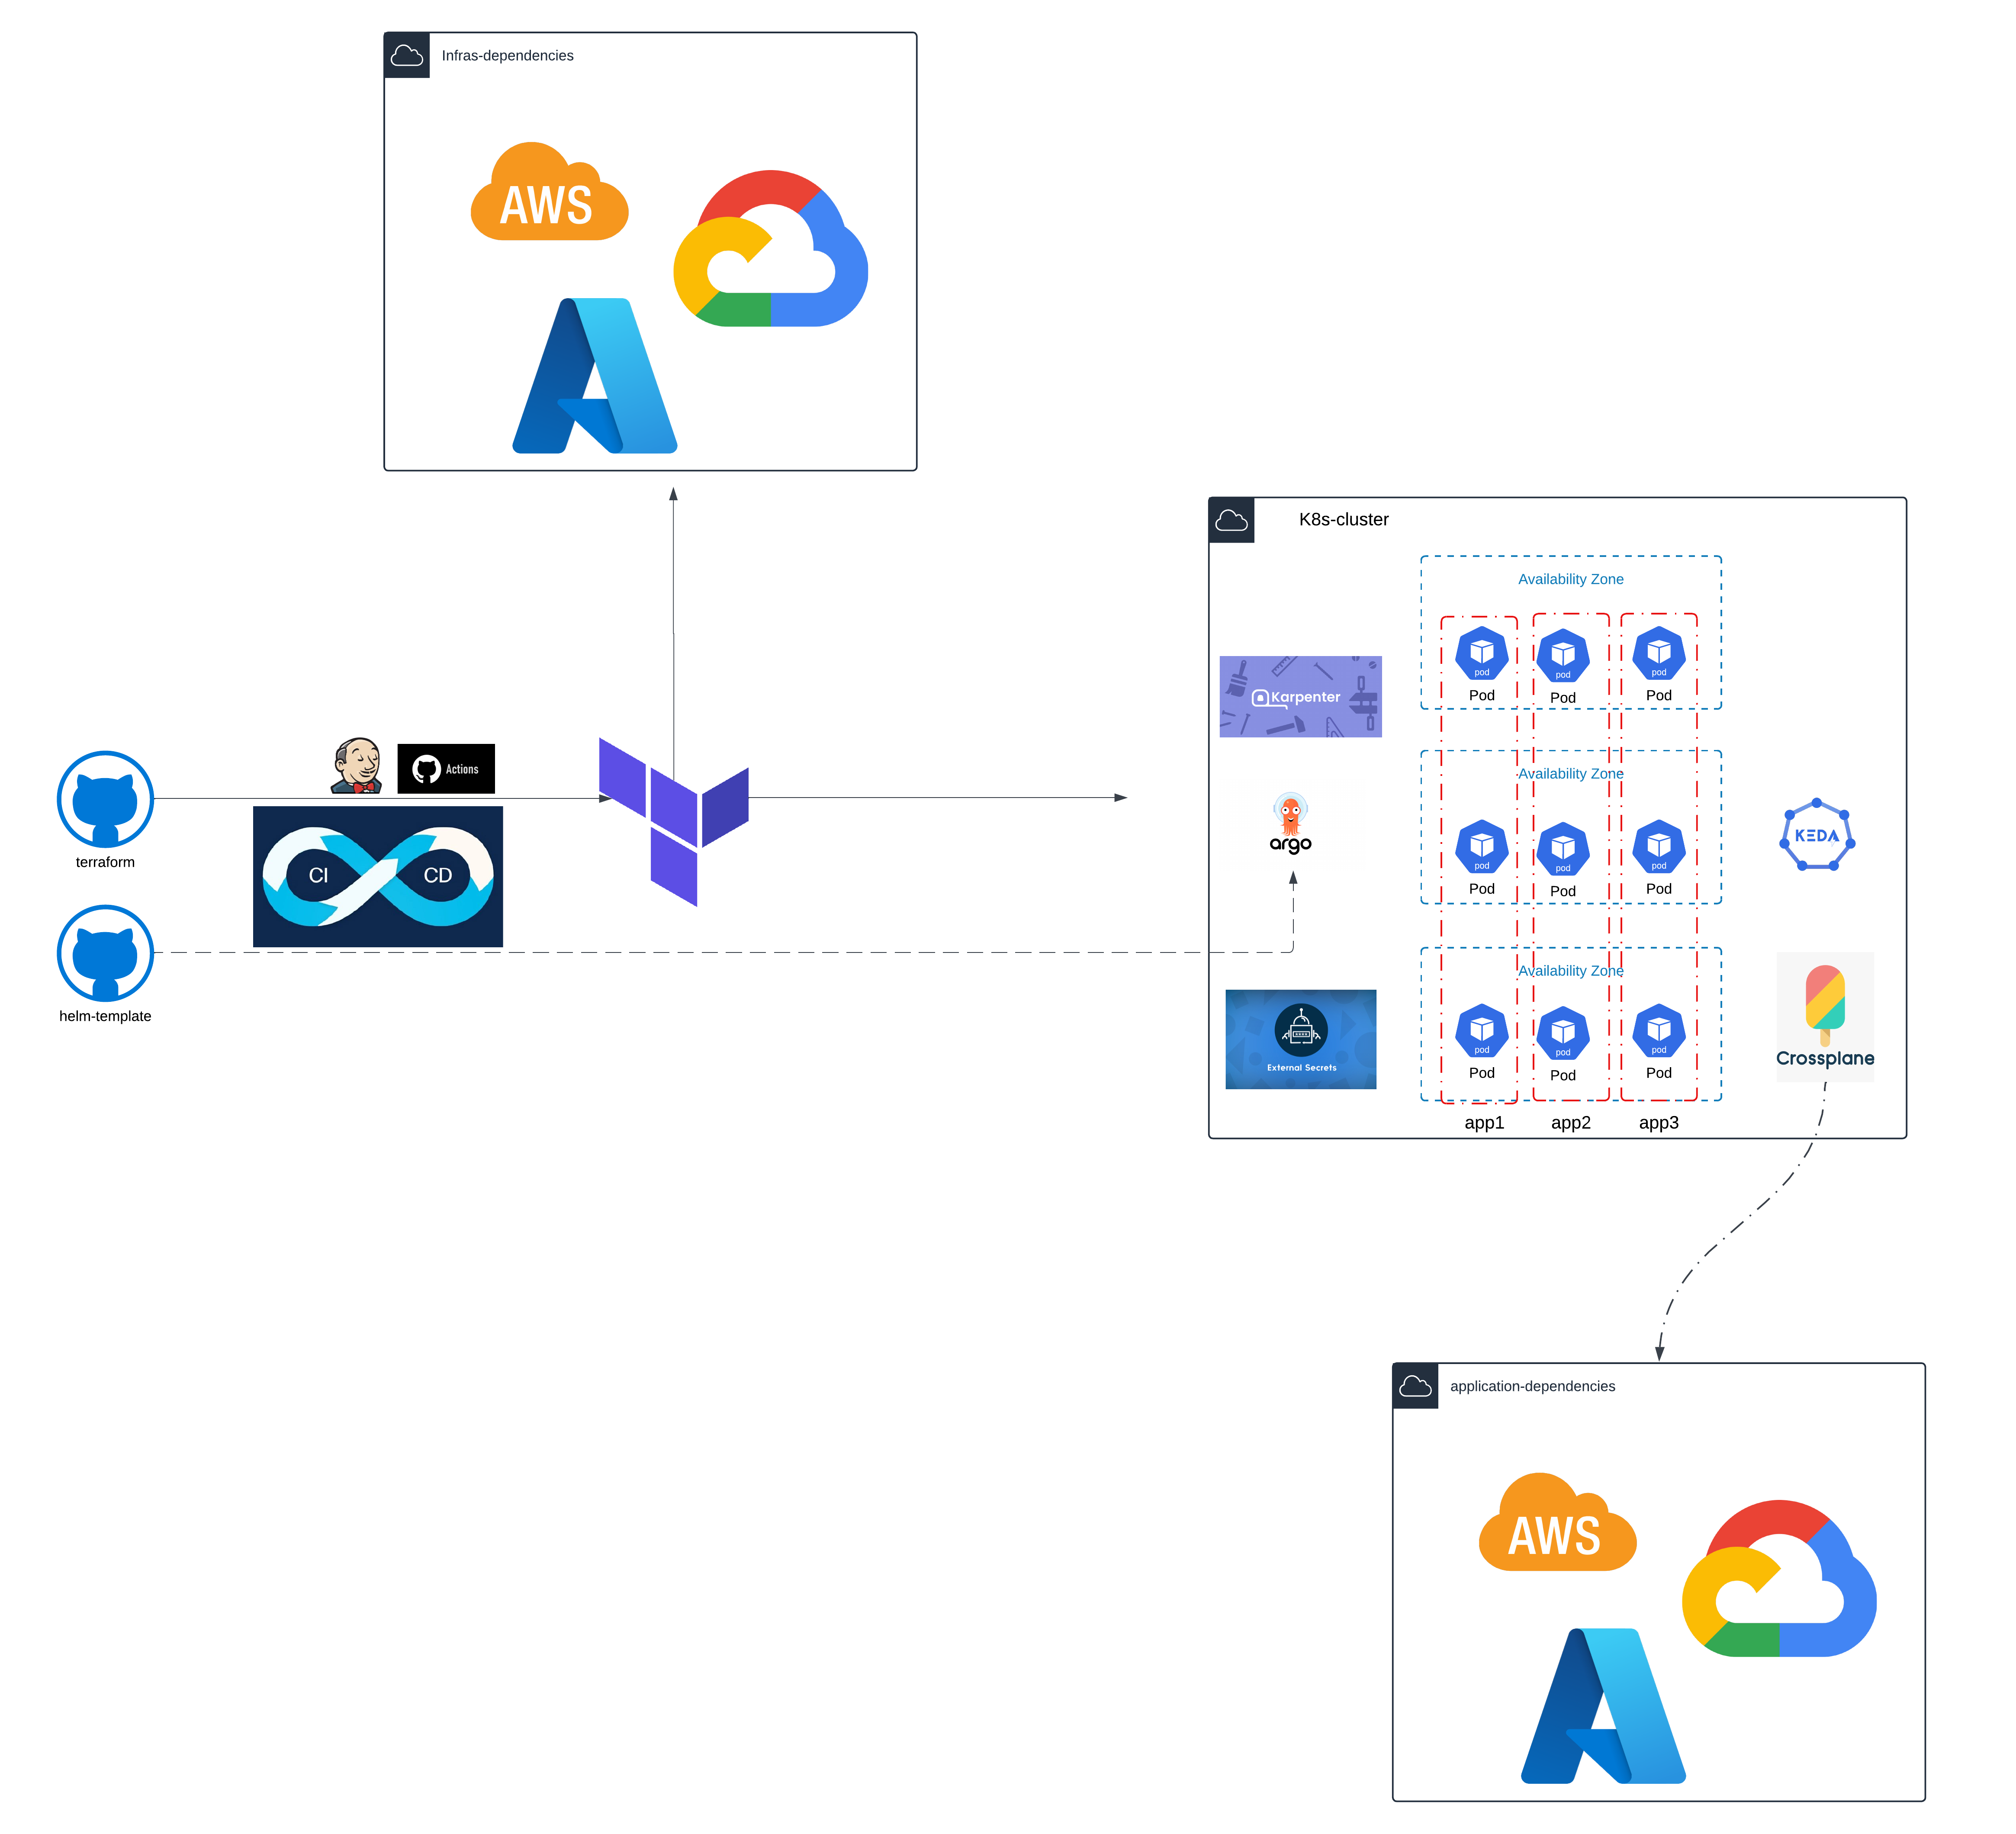 Infras-dependencies
AWS
K8s-cluster
Availability Zone
pod
pod
pod
Pod
Pod
Pod
Karpenter
Actions
terraform
CI
CD
helm-template
argo
Availability Zone
pod
pod
pod
Pod
Pod
Pod
KEDA
External Secrets
Availability Zone
pod
pod
pod
Pod
Pod
Pod
app1
app2
app3
Crossplane
application-dependencies
AWS